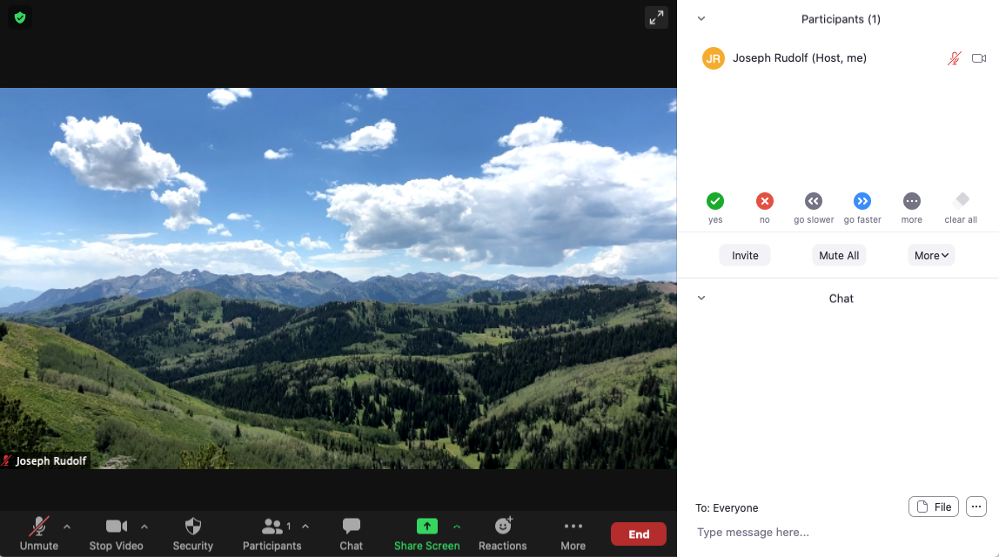 Participants (1)
JR Joseph Rudolf (Host, me)
yes no go slower go faster more clear all
Invite Mute All More
Chat
Joseph Rudolf
To: Everyone File
Type message here...
1
Unmute Stop Video Security Participants Chat Share Screen Reactions More End